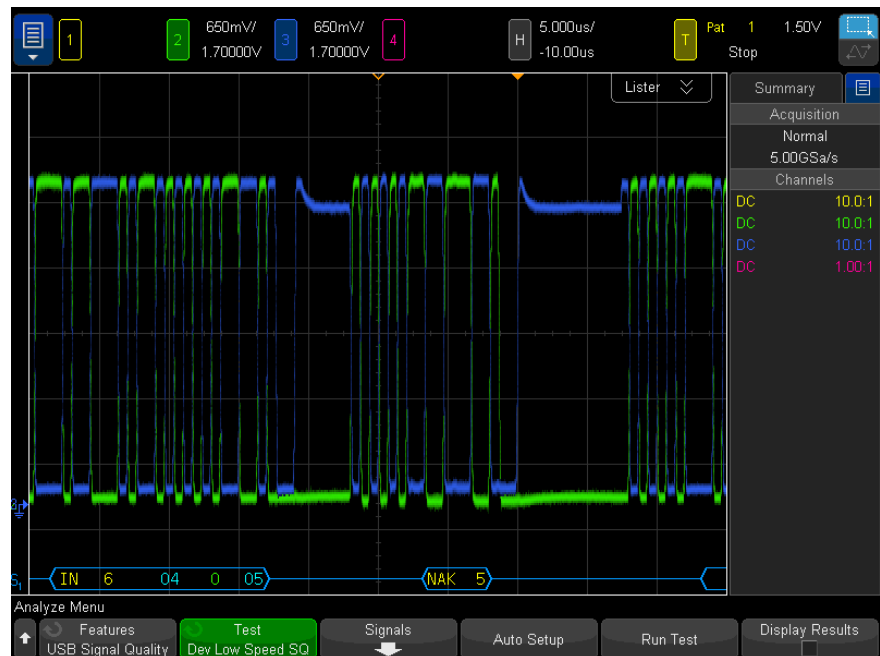 1 2 650mV/ 3 650mV/ 4 H 5.000us/ T Pat 1 1.50V
1.70000V 1.70000V -10.00us Stop
Lister
Summary
Acquisition
Normal
5.00GSa/s
Channels
DC 10.0:1
DC 10.0:1
DC 10.0:1
DC 1.00:1
2
S1 IN 6 04 0 05 NAK 5
Analyze Menu
Features Test Signals Auto Setup Run Test Display Results
USB Signal Quality Dev Low Speed SQ